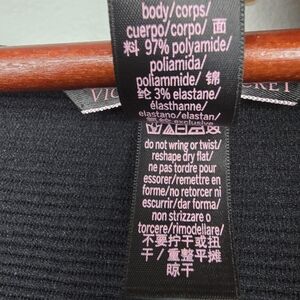 body/corps/
cuerpo/corpo/ 面
料 97% polyamide/
poliamida/
poliammide/ 锦
纶 3% elastane/
élasthanne/
elastano/elastan/
exclusive
do not wring or twist/
reshape dry flat/
ne pas tordre pour
essorer/remettre en
forme/no retorcer ni
escurrir/dar forma/
non strizzare o
torcere/rimodellare/
不要拧干或扭
干/重整平摊
晾干